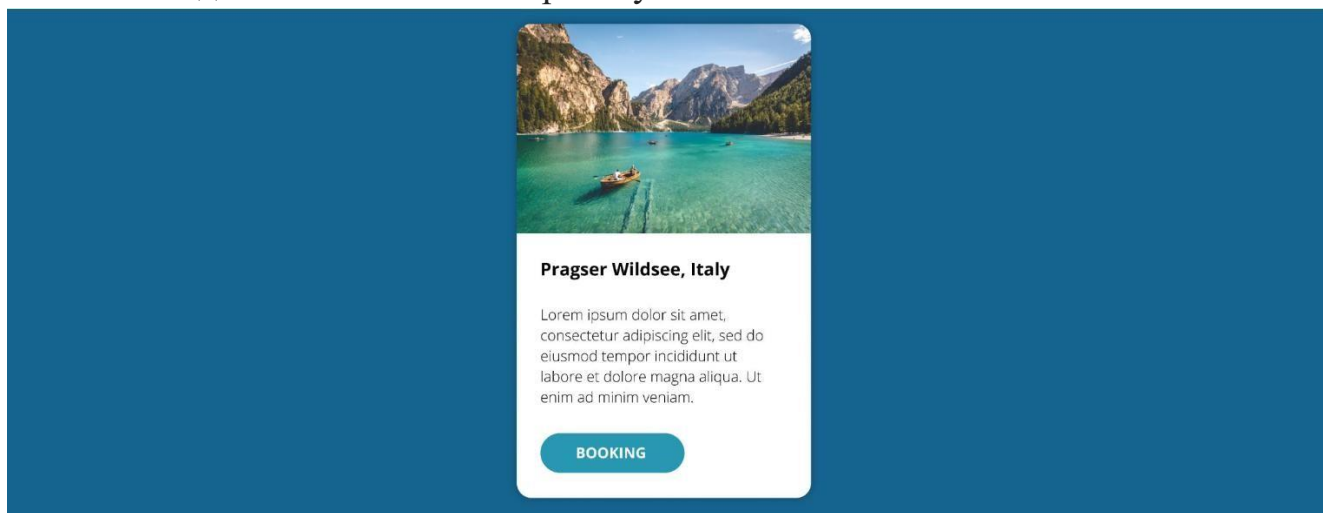 Pragser Wildsee, Italy
Lorem ipsum dolor sit amet,
consectetur adipiscing elit, sed do
eiusmod tempor incididunt ut
labore et dolore magna aliqua. Ut
enim ad minim veniam.
BOOKING